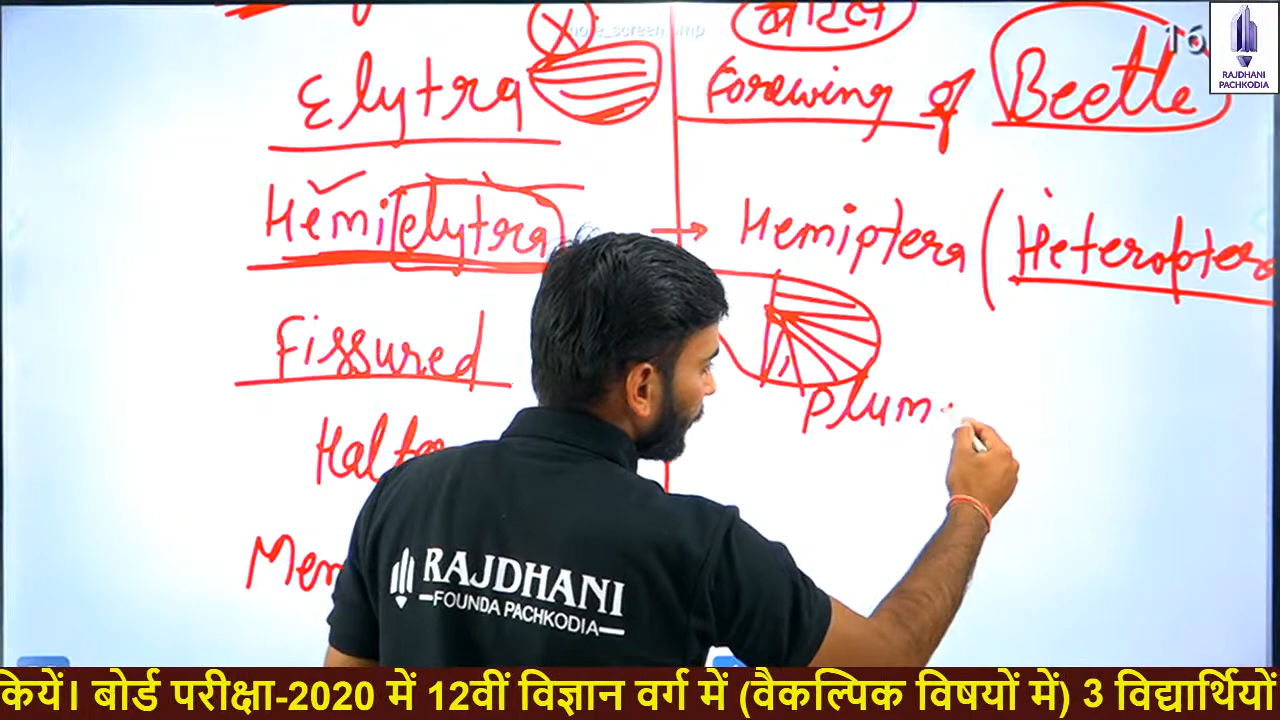 16
RAJDHANI
PACHKODIA
Elytra
Forewing of Beetle
Hemielytra → Hemiptera (Heteroptera
Fissured
Plum
RAJDHANI
FOUNDA PACHKODIA
कियें। बोर्ड परीक्षा-2020 में 12वीं विज्ञान वर्ग में (वैकल्पिक विषयों में) 3 विद्यार्थियों